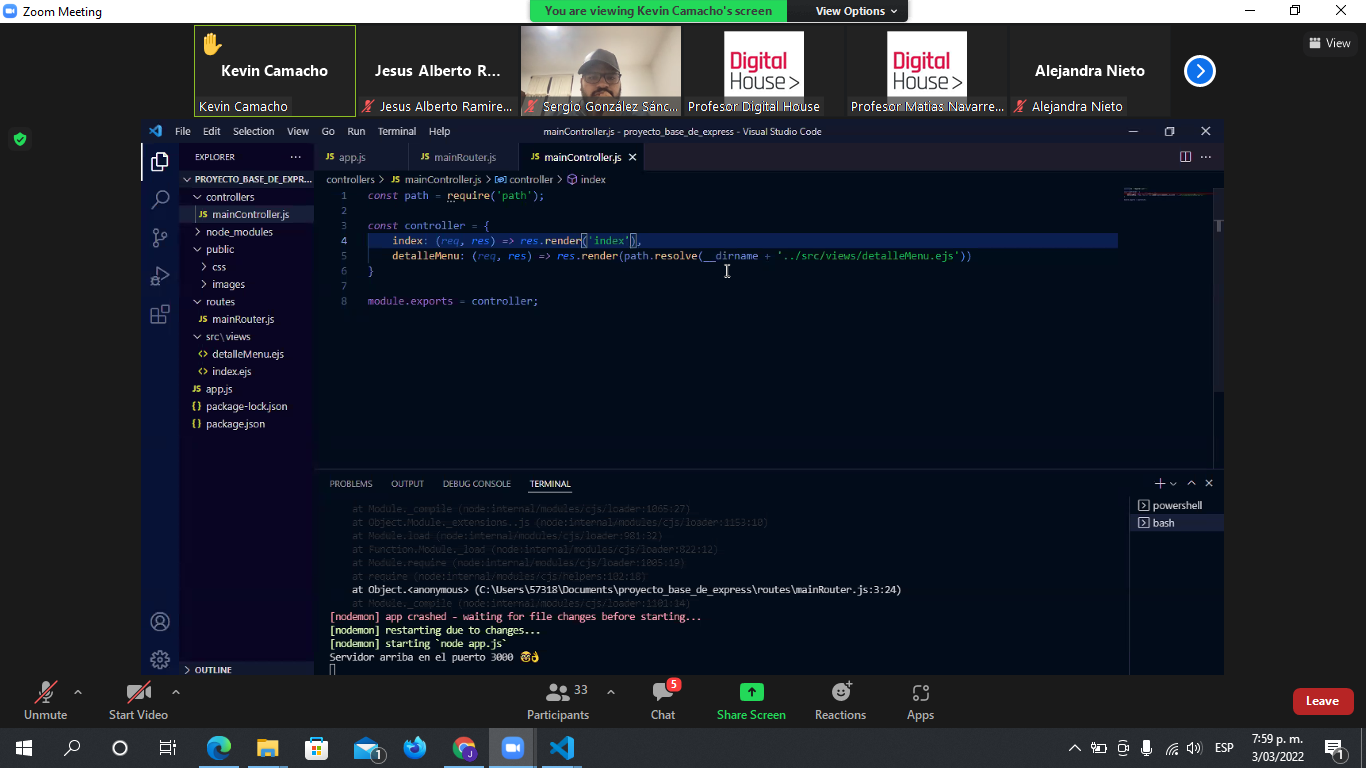 Zoom Meeting
You are viewing Kevin Camacho's screen
View Options
View
Kevin Camacho
Kevin Camacho
Jesus Alberto R...
Jesus Alberto Ramire...
Sergio González Sánc...
Digital
House>
Profesor Digital House
Digital
House>
Profesor Matias Navarre...
Alejandra Nieto
Alejandra Nieto
File Edit Selection View Go Run Terminal Help
mainController.js - proyecto_base_de_express - Visual Studio Code
EXPLORER
PROYECTO_BASE_DE_EXPR...
controllers
JS mainController.js
node_modules
public
css
images
routes
JS mainRouter.js
src\views
<> detalleMenu.ejs
<> index.ejs
JS app.js
{} package-lock.json
{} package.json
OUTLINE
JS app.js
JS mainRouter.js
JS mainController.js
controllers > JS mainController.js > controller > index
1 const path = require('path');
2
3 const controller = {
4 index: (req, res) => res.render('index'),
5 detalleMenu: (req, res) => res.render(path.resolve(__dirname + '../src/views/detalleMenu.ejs'))
6 }
7
8 module.exports = controller;
PROBLEMS OUTPUT DEBUG CONSOLE TERMINAL
powershell
bash
at Module._compile (node:internal/modules/cjs/loader:1065:27)
at Object.Module._extensions..js (node:internal/modules/cjs/loader:1153:10)
at Module.load (node:internal/modules/cjs/loader:981:32)
at Function.Module._load (node:internal/modules/cjs/loader:822:12)
at Module.require (node:internal/modules/cjs/loader:1005:19)
at require (node:internal/modules/cjs/helpers:102:18)
at Object.<anonymous> (C:\Users\57318\Documents\proyecto_base_de_express\routes\mainRouter.js:3:24)
at Module._compile (node:internal/modules/cjs/loader:1101:14)
[nodemon] app crashed - waiting for file changes before starting...
[nodemon] restarting due to changes...
[nodemon] starting `node app.js`
Servidor arriba en el puerto 3000 🤓👌
Unmute
Start Video
33
Participants
5
Chat
Share Screen
Reactions
Apps
Leave
1
ESP
7:59 p. m.
3/03/2022
1